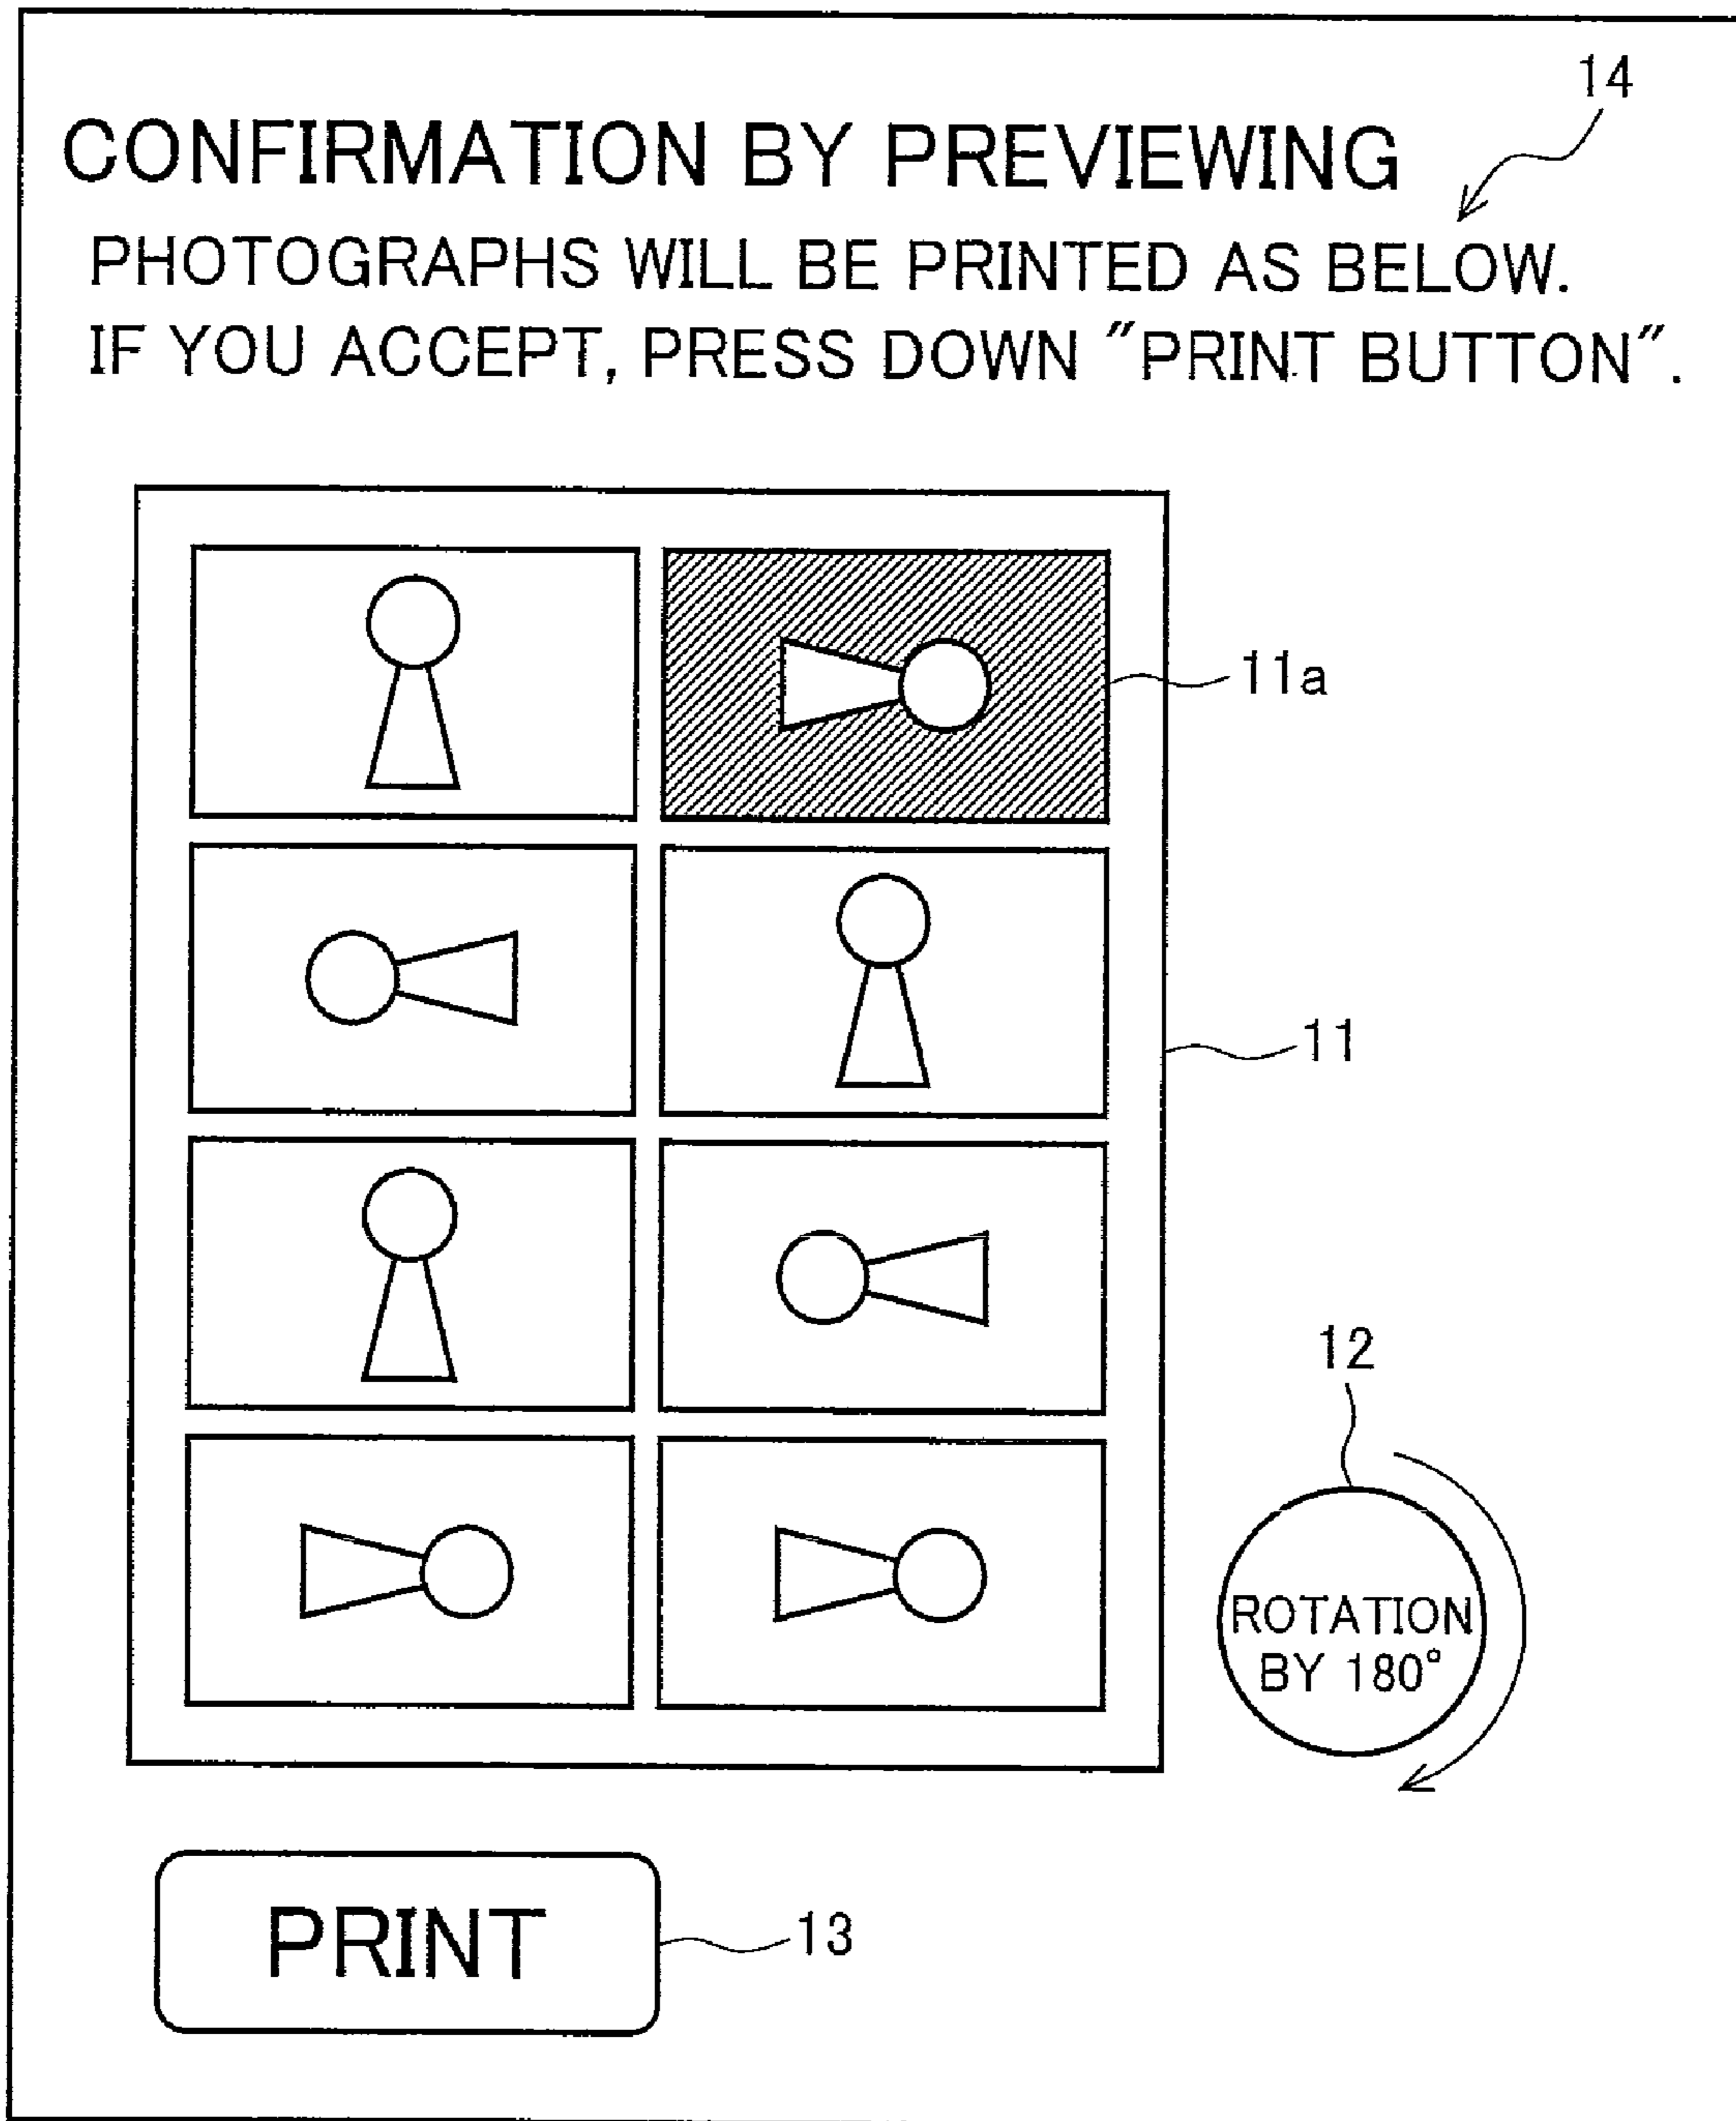 14
CONFIRMATION BY PREVIEWING
PHOTOGRAPHS WILL BE PRINTED AS BELOW.
IF YOU ACCEPT, PRESS DOWN "PRINT BUTTON".
11a
11
12
ROTATION
BY 180°
PRINT
13